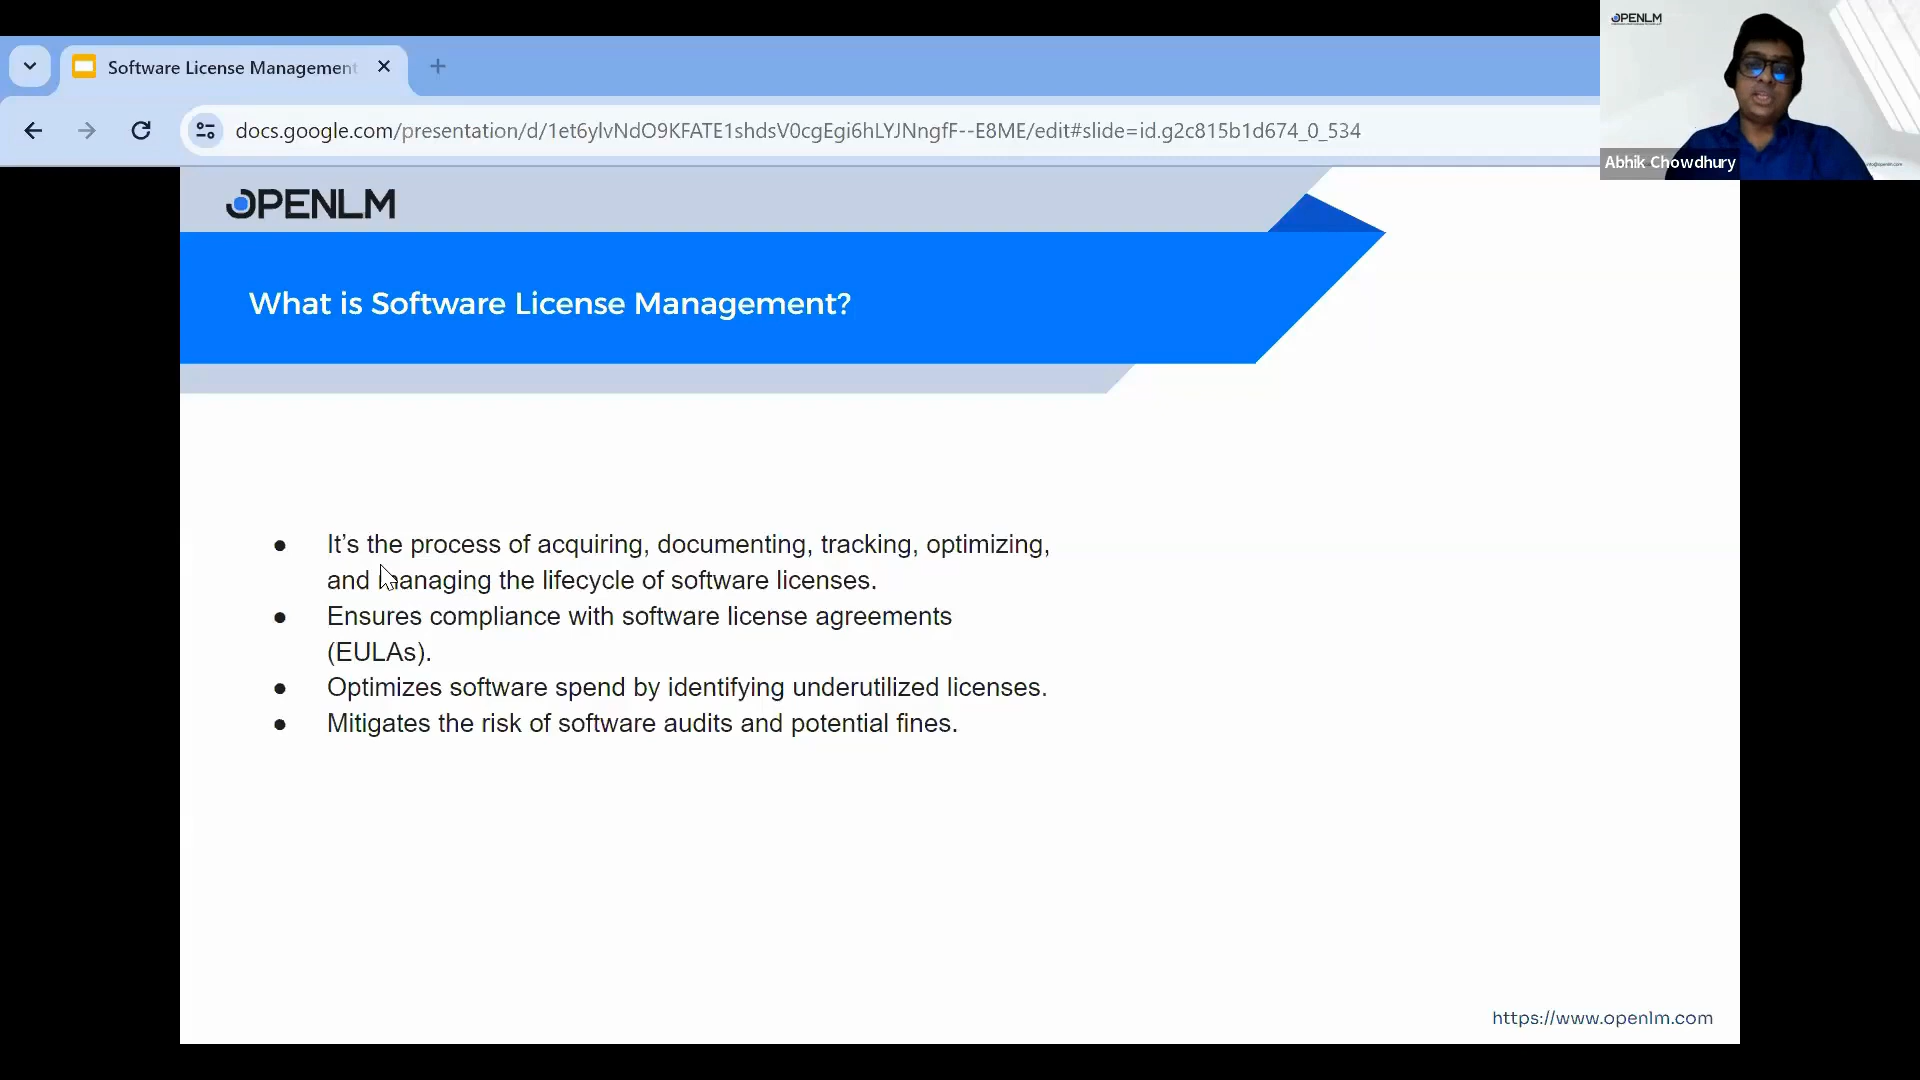 OPENLM
Software License Management
docs.google.com/presentation/d/1et6ylvNdO9KFATE1shdsV0cgEgi6hLYJNngfF--E8ME/edit#slide=id.g2c815b1d674_0_534
Abhik Chowdhury
OPENLM
What is Software License Management?
● It’s the process of acquiring, documenting, tracking, optimizing,
and managing the lifecycle of software licenses.
● Ensures compliance with software license agreements
(EULAs).
● Optimizes software spend by identifying underutilized licenses.
● Mitigates the risk of software audits and potential fines.
https://www.openlm.com